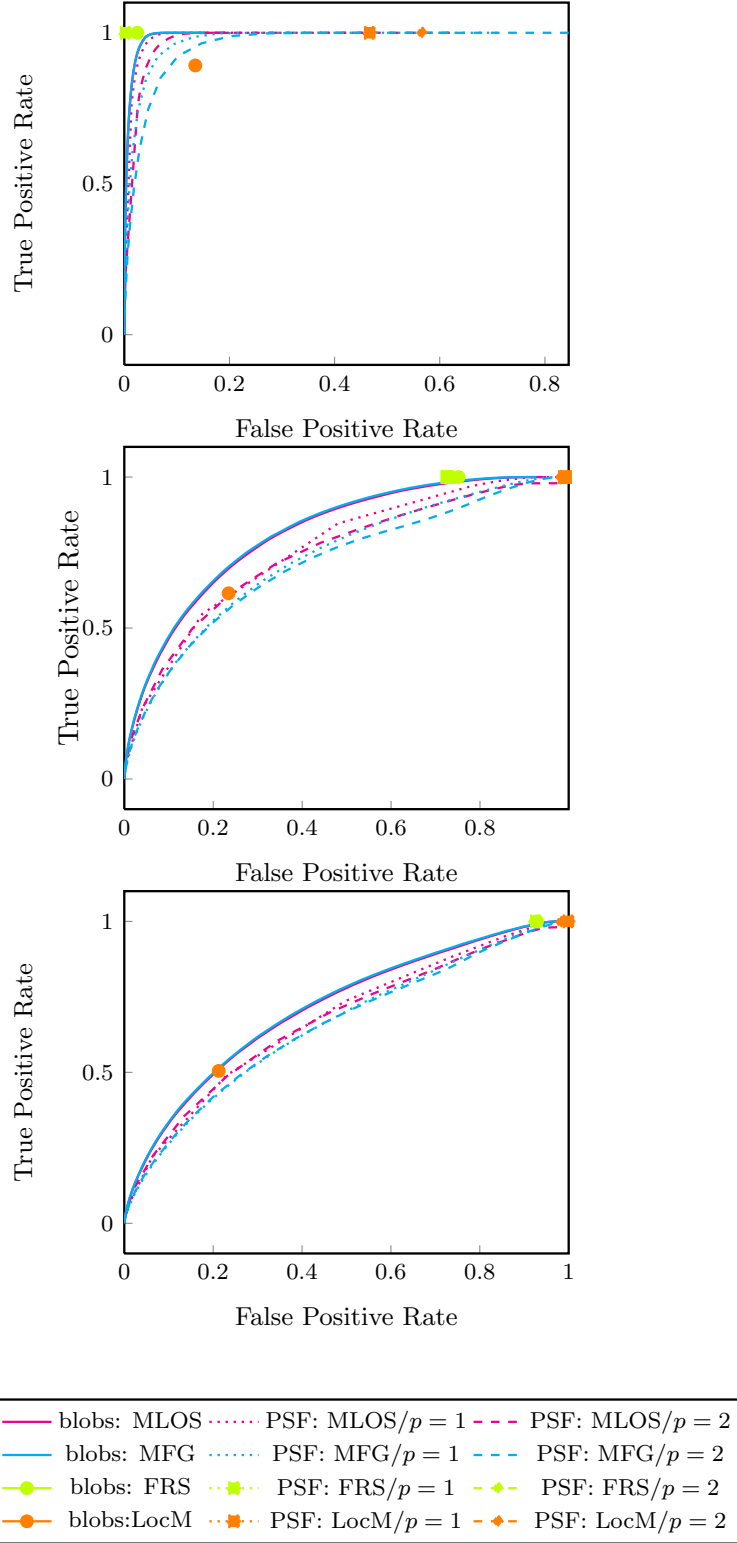 1
0.5
0
True Positive Rate
0 0.2 0.4 0.6 0.8
False Positive Rate
1
0.5
0
True Positive Rate
0 0.2 0.4 0.6 0.8
False Positive Rate
1
0.5
0
True Positive Rate
0 0.2 0.4 0.6 0.8 1
False Positive Rate
blobs: MLOS PSF: MLOS/p = 1 PSF: MLOS/p = 2
blobs: MFG PSF: MFG/p = 1 PSF: MFG/p = 2
blobs: FRS PSF: FRS/p = 1 PSF: FRS/p = 2
blobs:LocM PSF: LocM/p = 1 PSF: LocM/p = 2